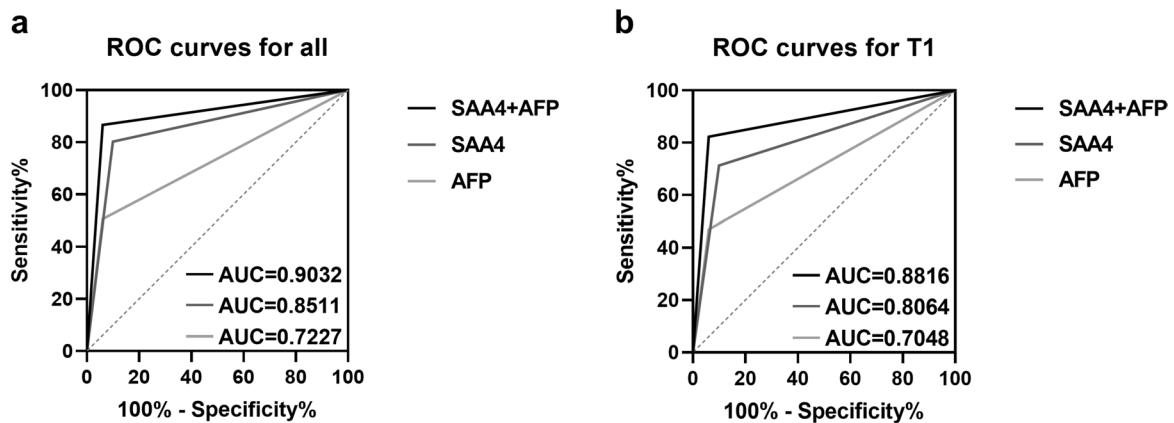 a
ROC curves for all
100
80
60
40
20
0
Sensitivity%
0 20 40 60 80 100
100% - Specificity%
AUC=0.9032
AUC=0.8511
AUC=0.7227
SAA4+AFP
SAA4
AFP
b
ROC curves for T1
100
80
60
40
20
0
Sensitivity%
0 20 40 60 80 100
100% - Specificity%
AUC=0.8816
AUC=0.8064
AUC=0.7048
SAA4+AFP
SAA4
AFP